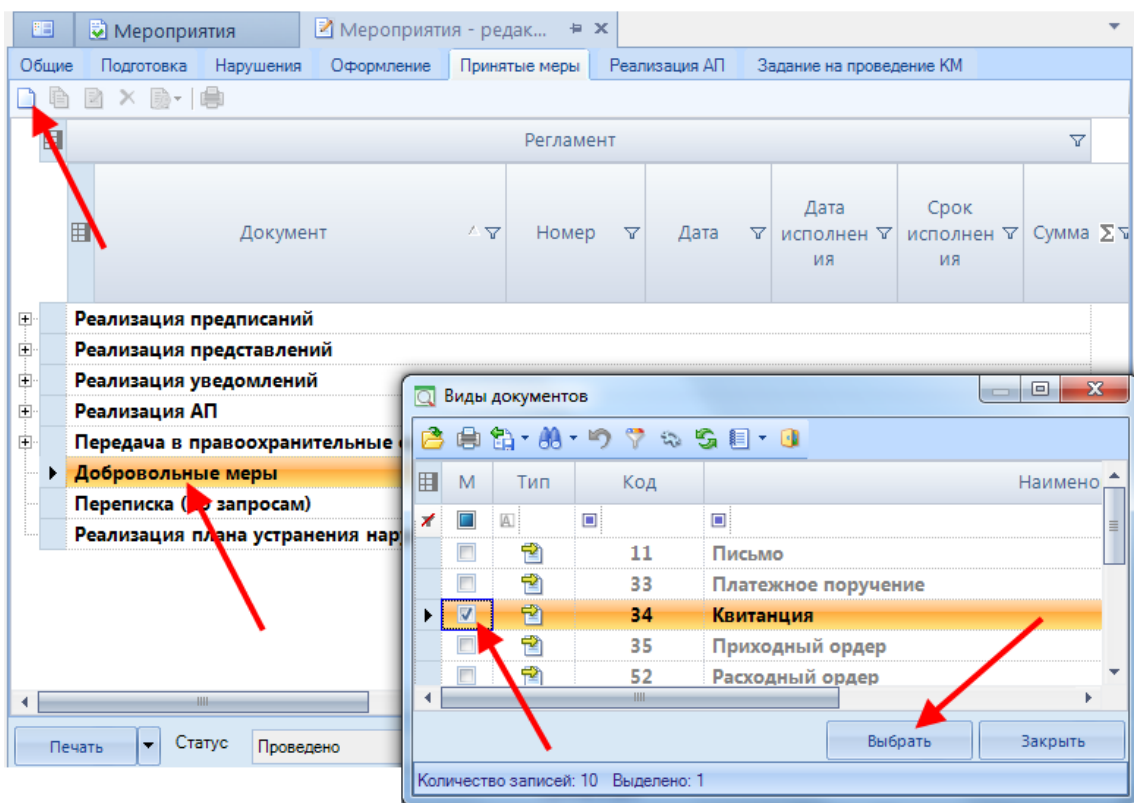 Мероприятия
Мероприятия - редак...
Общие Подготовка Нарушения Оформление Принятые меры Реализация АП Задание на проведение КМ
Регламент
Документ Номер Дата Дата исполнен ия Срок исполнен ия Сумма Σ
Реализация предписаний
Реализация представлений
Реализация уведомлений
Реализация АП
Передача в правоохранительные
Добровольные меры
Переписка ( запросам)
Реализация плана устранения нар
Печать Статус Проведено
Виды документов
М Тип Код Наимено
A
11 Письмо
33 Платежное поручение
34 Квитанция
35 Приходный ордер
52 Расходный ордер
Выбрать Закрыть
Количество записей: 10 Выделено: 1